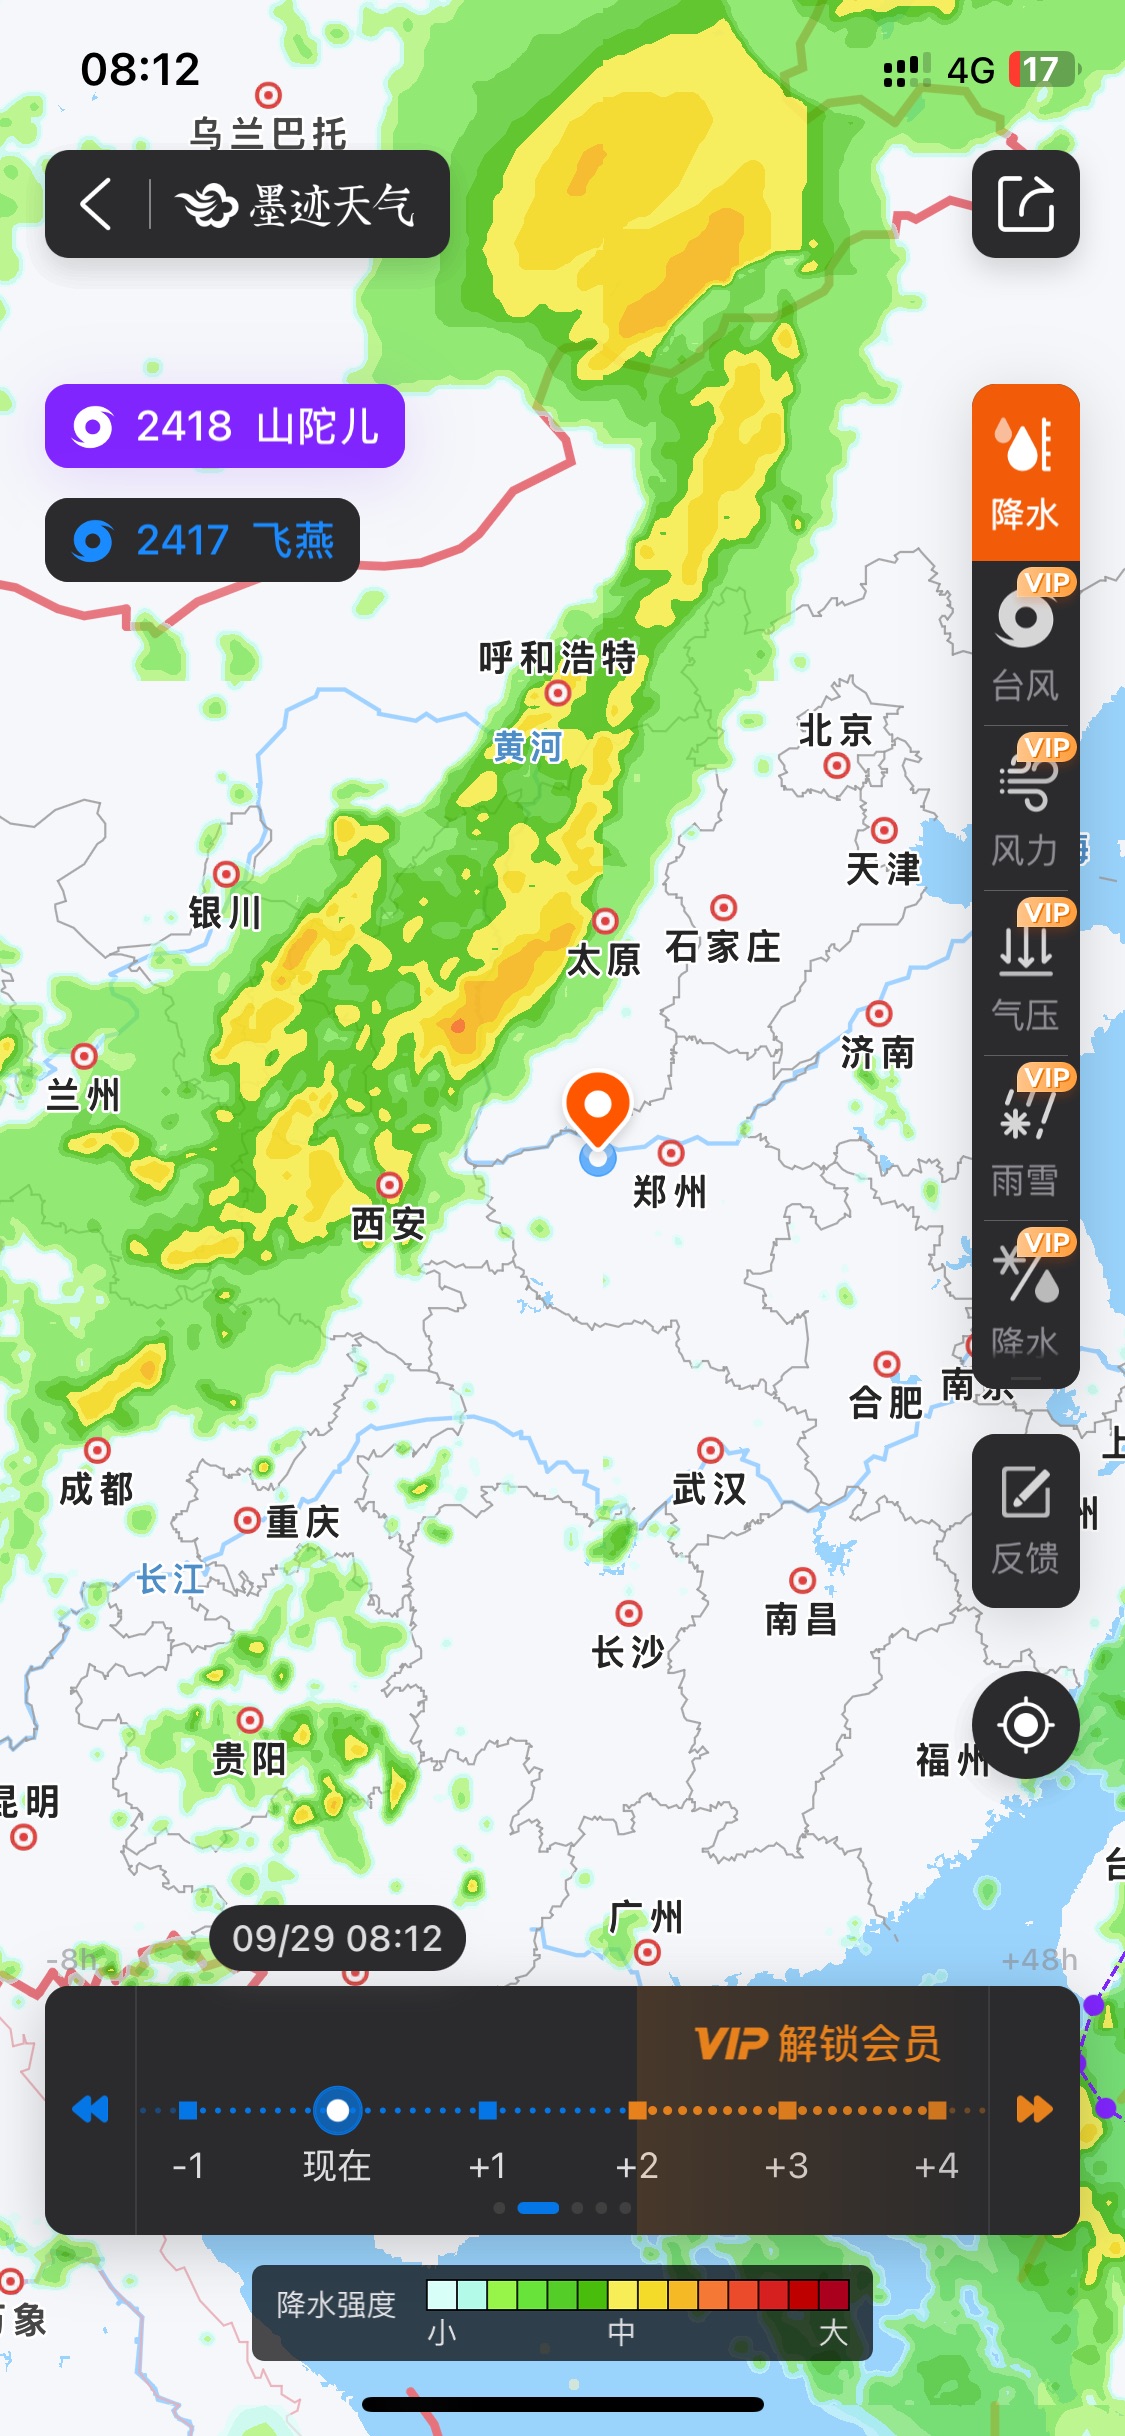 08:12
4G
17
乌兰巴托
墨迹天气
2418 山陀儿
2417 飞燕
降水
VIP
台风
VIP
风力
VIP
气压
VIP
雨雪
VIP
降水
反馈
呼和浩特
黄河
北京
天津
银川
太原
石家庄
济南
兰州
郑州
西安
合肥
南京
成都
武汉
重庆
长江
南昌
长沙
贵阳
福州
昆明
广州
09/29 08:12
-8h
+48h
VIP 解锁会员
-1
现在
+1
+2
+3
+4
降水强度
小
中
大